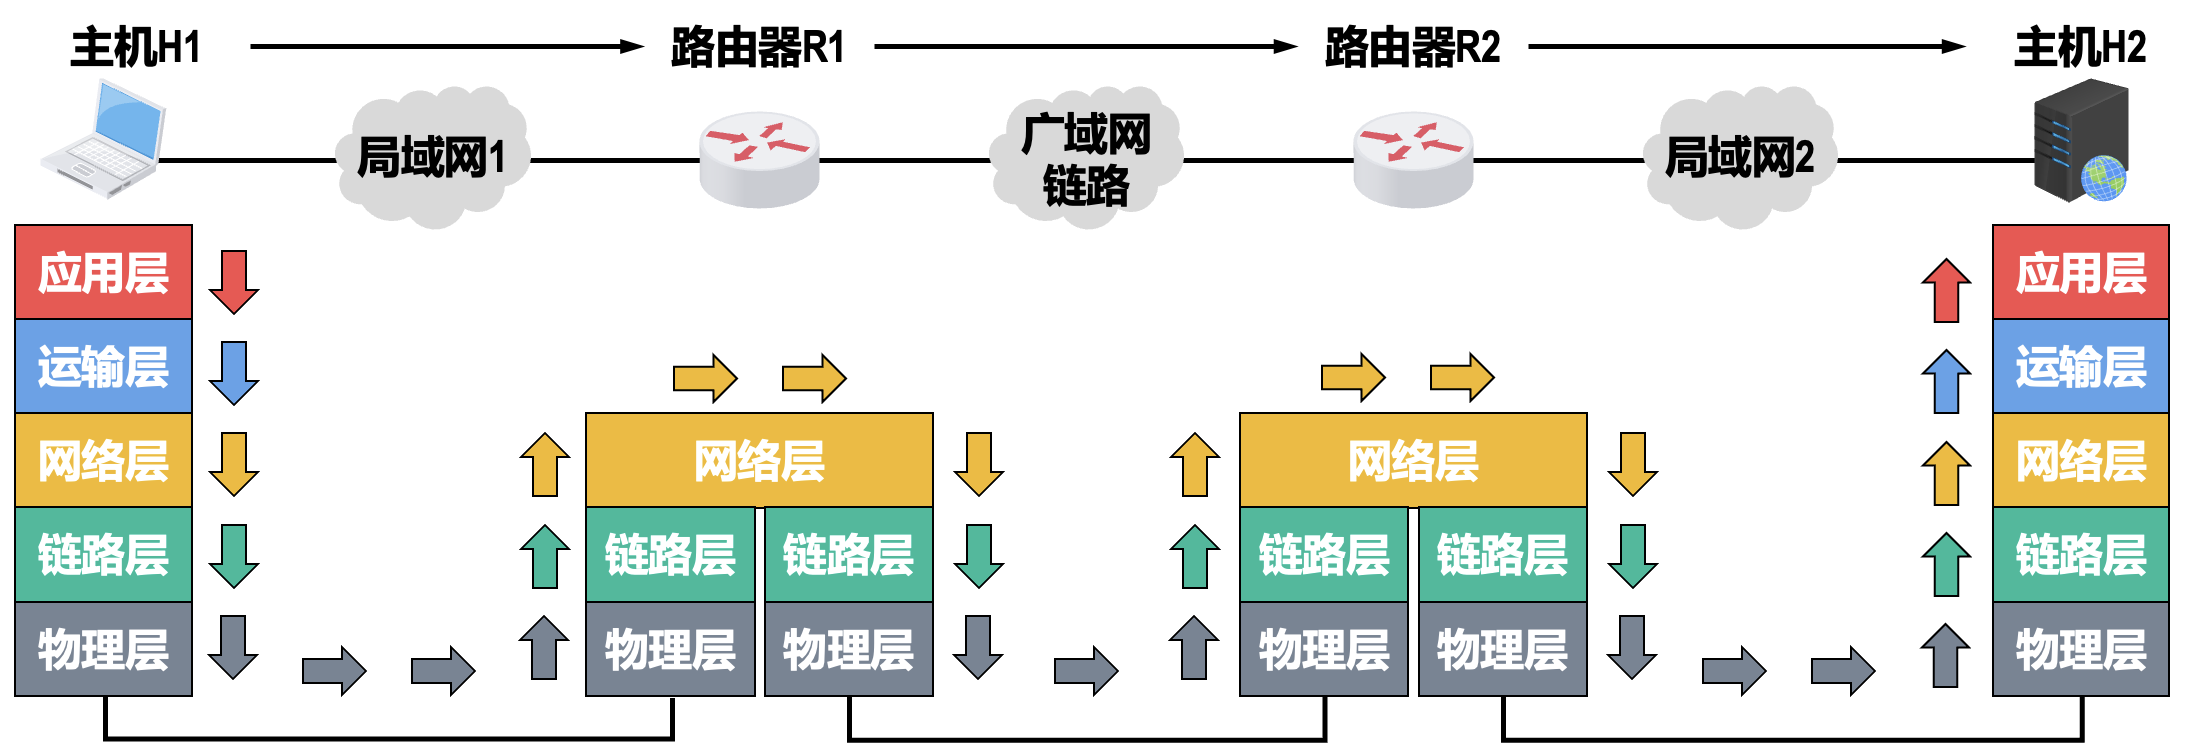 主机H1
路由器R1
路由器R2
主机H2
局域网1
广域网
链路
局域网2
应用层
运输层
网络层
链路层
物理层
网络层
链路层
链路层
物理层
物理层
网络层
链路层
链路层
物理层
物理层
应用层
运输层
网络层
链路层
物理层